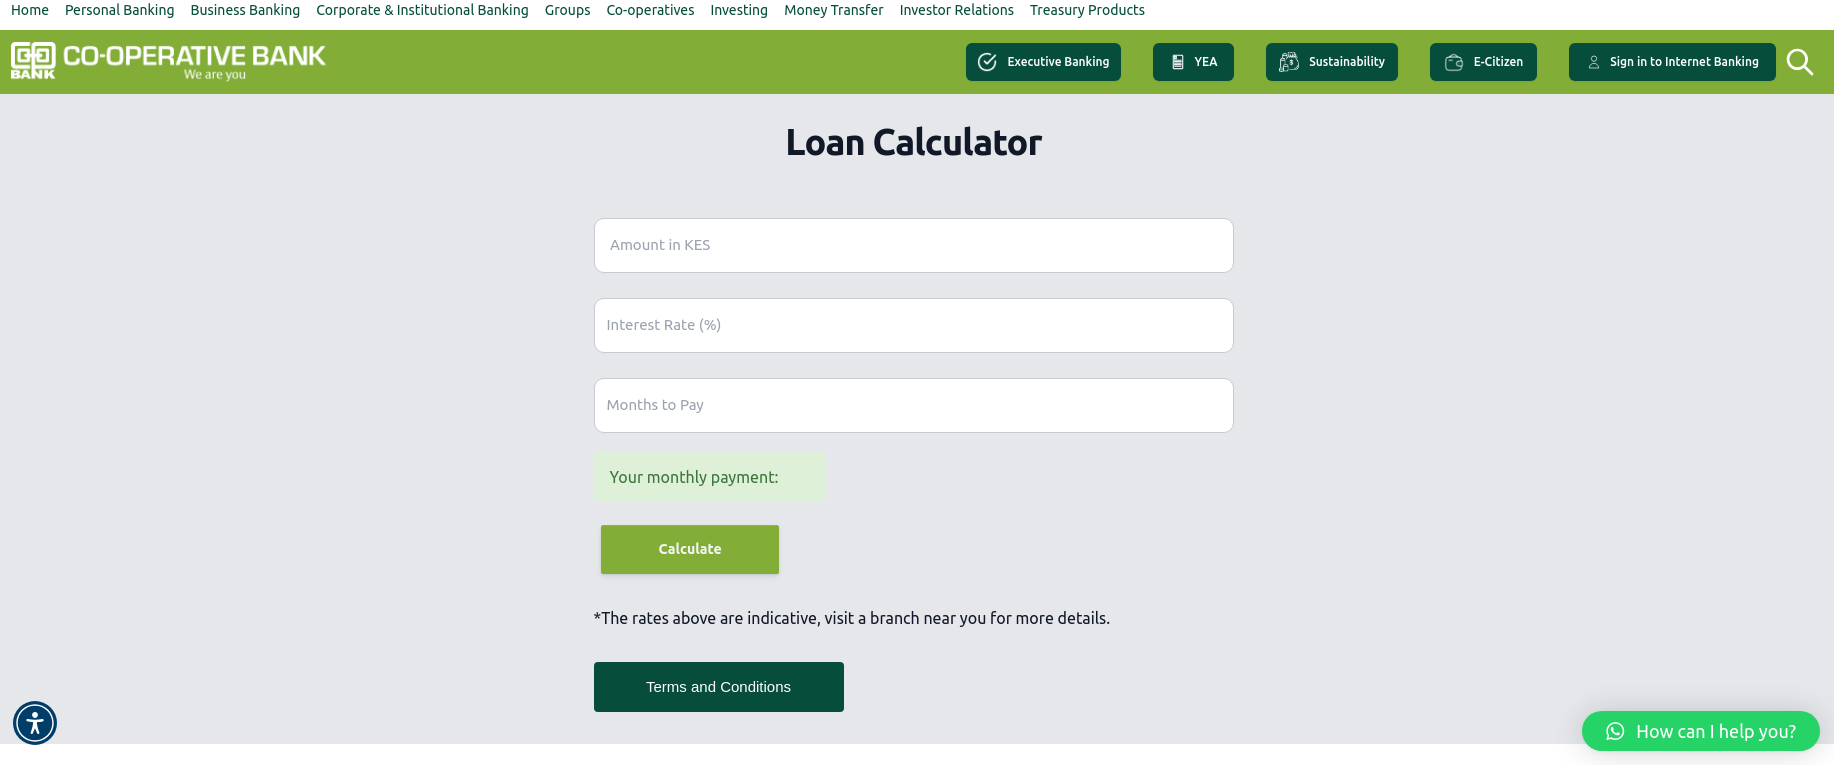 Home Personal Banking Business Banking Corporate & Institutional Banking Groups Co-operatives Investing Money Transfer Investor Relations Treasury Products
BANK CO-OPERATIVE BANK
We are you
Executive Banking YEA Sustainability E-Citizen Sign in to Internet Banking
Loan Calculator
Amount in KES
Interest Rate (%)
Months to Pay
Your monthly payment:
Calculate
*The rates above are indicative, visit a branch near you for more details.
Terms and Conditions
How can I help you?